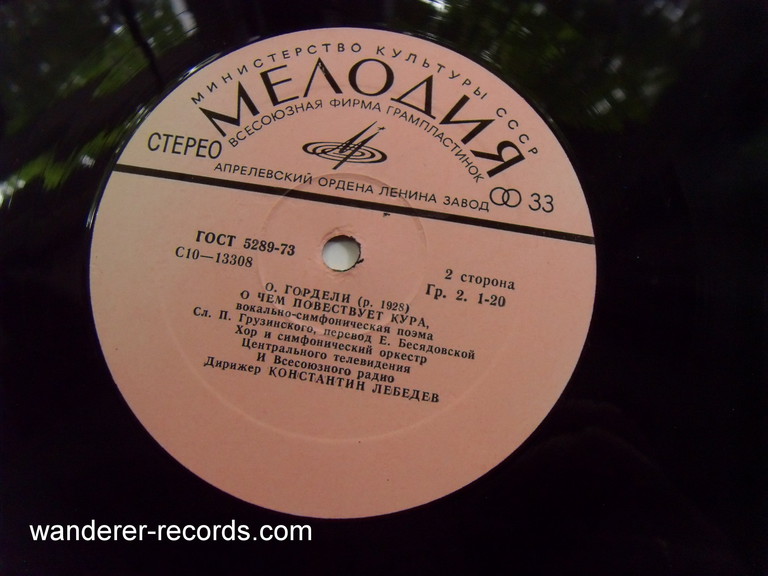 МИНИСТЕРСТВО КУЛЬТУРЫ СССР
МЕЛОДИЯ
ВСЕСОЮЗНАЯ ФИРМА ГРАМПЛАСТИНОК
СТЕРЕО
АПРЕЛЕВСКИЙ ОРДЕНА ЛЕНИНА ЗАВОД
33
ГОСТ 5289-73
С10—13308
2 сторона
Гр. 2. 1-20
О. ГОРДЕЛИ (р. 1928)
О ЧЕМ ПОВЕСТВУЕТ КУРА,
вокально-симфоническая поэма
Сл. П. Грузинского, перевод Е. Бесядовской
Хор и симфонический оркестр
Центрального телевидения
И Всесоюзного радио
Дирижер КОНСТАНТИН ЛЕБЕДЕВ
wanderer-records.com